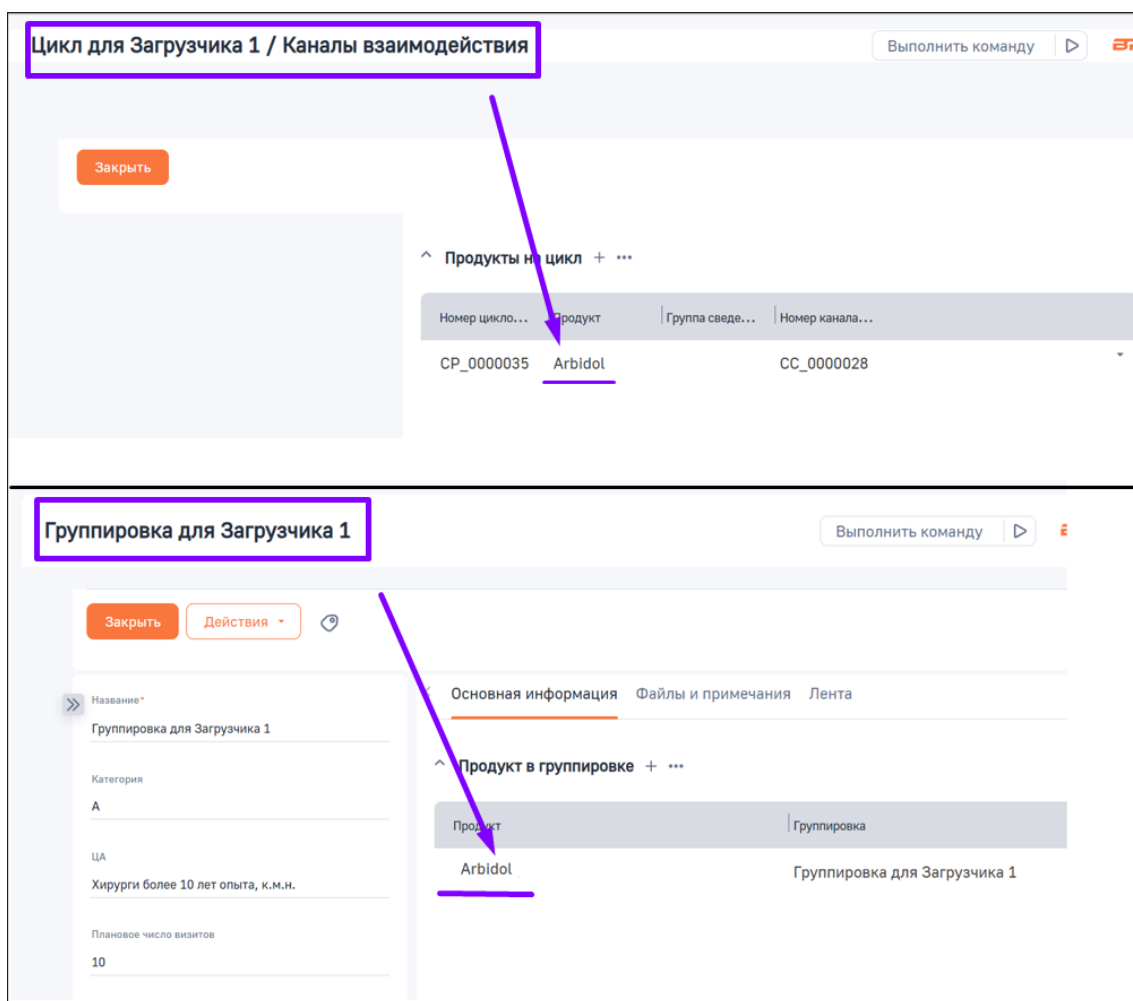 Цикл для Загрузчика 1 / Каналы взаимодействия
Выполнить команду
Закрыть
Продукты на цикл + •••
Номер цикло... Продукт Группа сведе... Номер канала...
CP_0000035 Arbidol CC_0000028
Группировка для Загрузчика 1
Выполнить команду
Закрыть Действия
Название*
Группировка для Загрузчика 1
Категория
А
ЦА
Хирурги более 10 лет опыта, к.м.н.
Плановое число визитов
10
Основная информация Файлы и примечания Лента
Продукт в группировке + •••
Продукт Группировка
Arbidol Группировка для Загрузчика 1